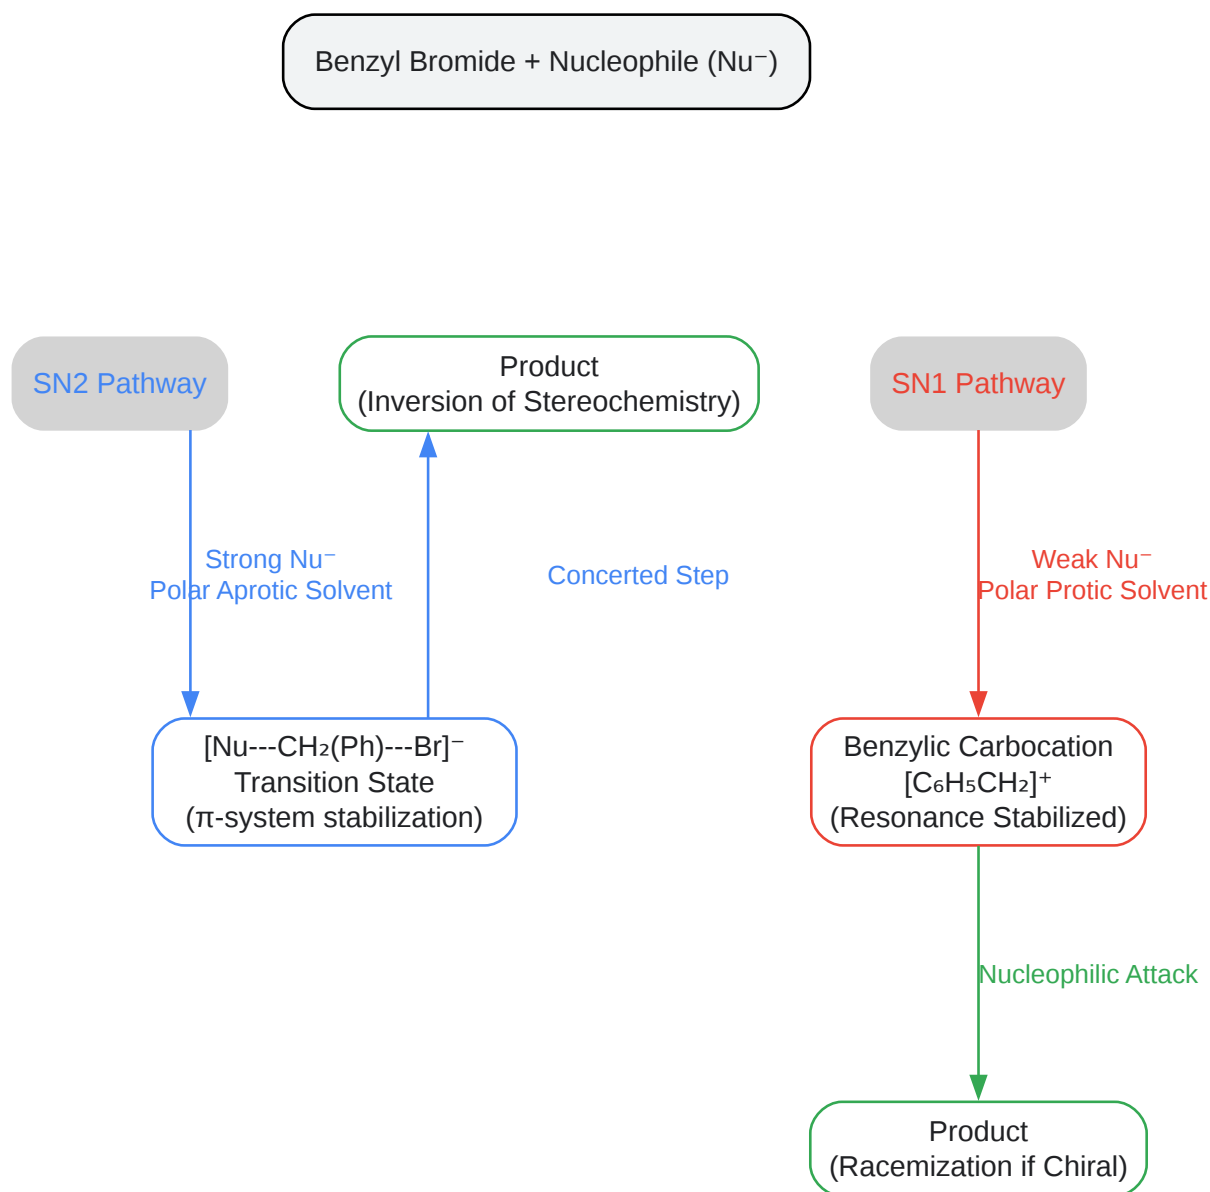 Benzyl Bromide + Nucleophile (Nu⁻)
SN2 Pathway
Product
(Inversion of Stereochemistry)
SN1 Pathway
Strong Nu⁻
Polar Aprotic Solvent
Concerted Step
Weak Nu⁻
Polar Protic Solvent
[Nu---CH₂(Ph)---Br]⁻
Transition State
(π-system stabilization)
Benzylic Carbocation
[C₆H₅CH₂]⁺
(Resonance Stabilized)
Nucleophilic Attack
Product
(Racemization if Chiral)